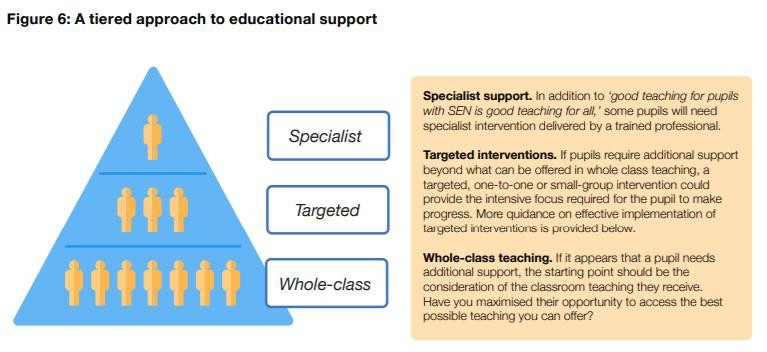 Figure 6: A tiered approach to educational support
Specialist
Targeted
Whole-class
Specialist support. In addition to ‘good teaching for pupils
with SEN is good teaching for all,’ some pupils will need
specialist intervention delivered by a trained professional.
Targeted interventions. If pupils require additional support
beyond what can be offered in whole class teaching, a
targeted, one-to-one or small-group intervention could
provide the intensive focus required for the pupil to make
progress. More guidance on effective implementation of
targeted interventions is provided below.
Whole-class teaching. If it appears that a pupil needs
additional support, the starting point should be the
consideration of the classroom teaching they receive.
Have you maximised their opportunity to access the best
possible teaching you can offer?